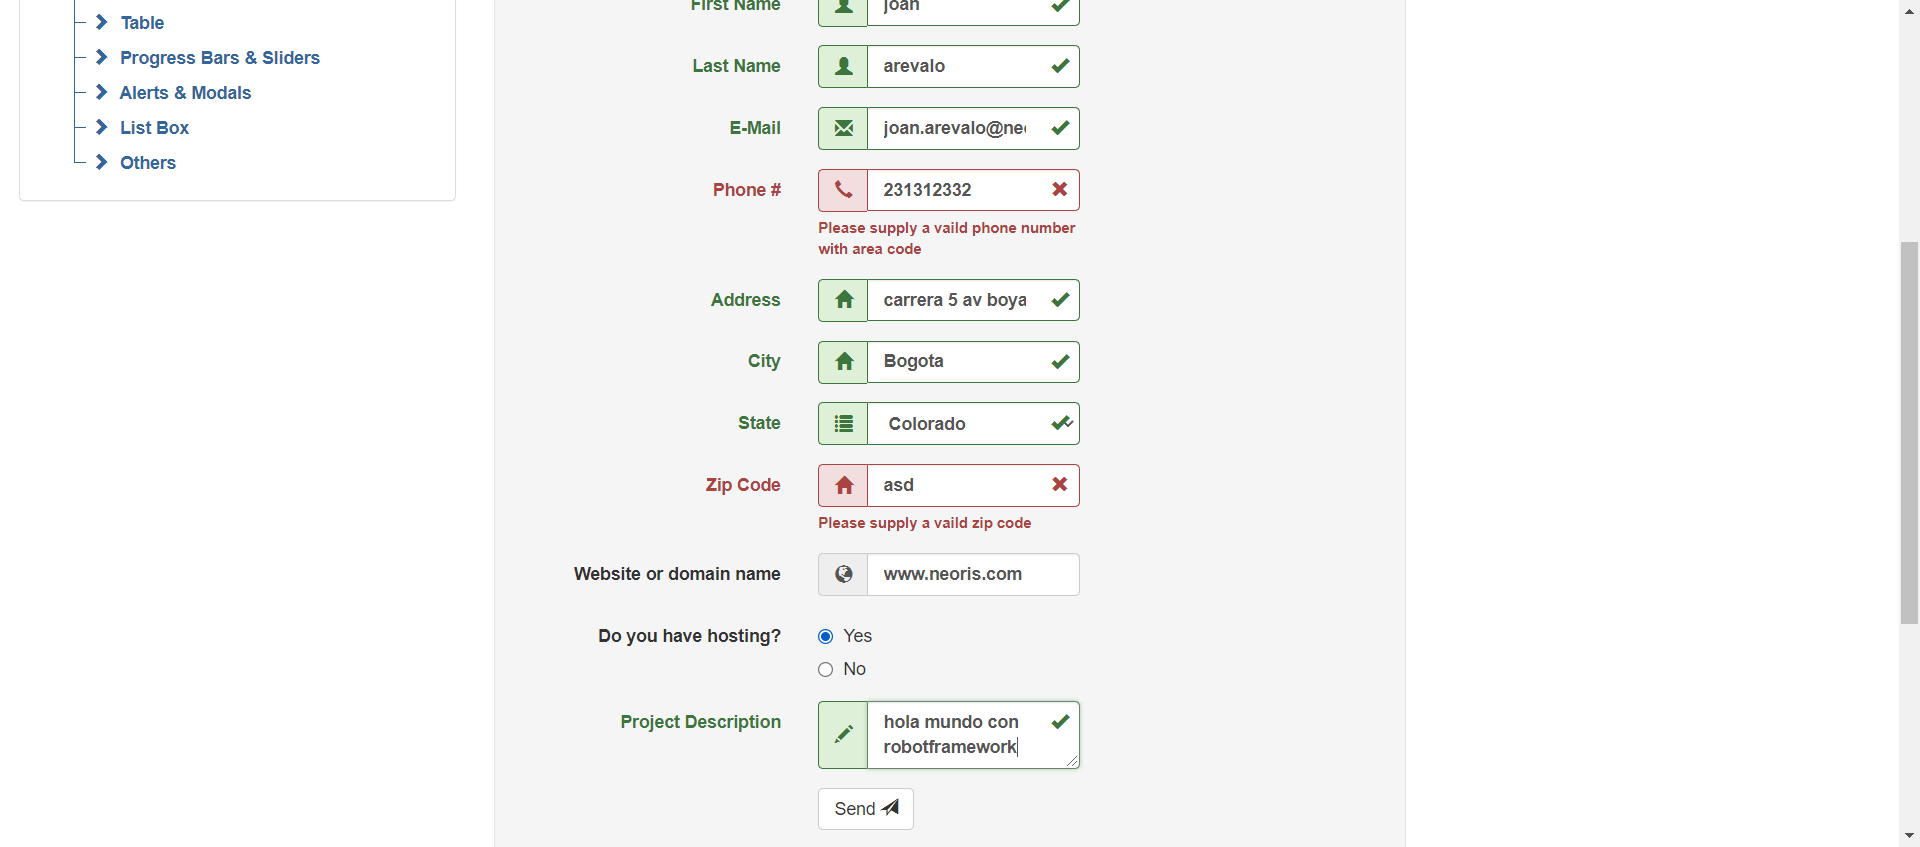 Table
Progress Bars & Sliders
Alerts & Modals
List Box
Others
First Name
joan
Last Name
arevalo
E-Mail
joan.arevalo@neo
Phone #
231312332
Please supply a vaild phone number
with area code
Address
carrera 5 av boya
City
Bogota
State
Colorado
Zip Code
asd
Please supply a vaild zip code
Website or domain name
www.neoris.com
Do you have hosting?
Yes
No
Project Description
hola mundo con
robotframework
Send